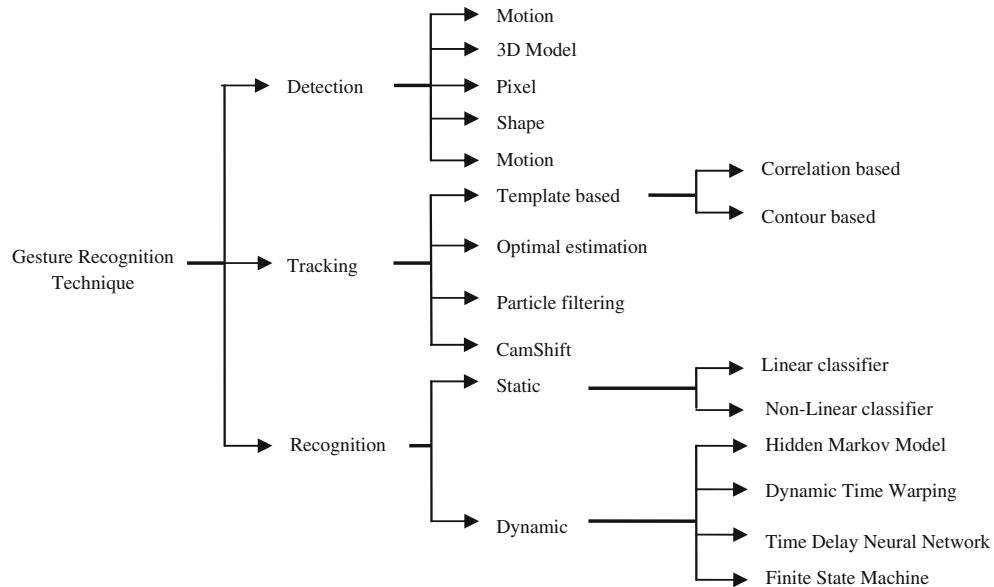 Gesture Recognition
Technique
Detection
Motion
3D Model
Pixel
Shape
Motion
Tracking
Template based
Correlation based
Contour based
Optimal estimation
Particle filtering
CamShift
Recognition
Static
Linear classifier
Non-Linear classifier
Dynamic
Hidden Markov Model
Dynamic Time Warping
Time Delay Neural Network
Finite State Machine